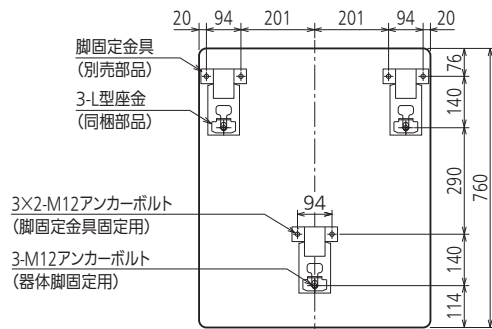 20 94 201 201 94 20
脚固定金具
(別売部品)
3-L型座金
(同梱部品)
76
140
290
760
3×2-M12アンカーボルト
(脚固定金具固定用)
94
3-M12アンカーボルト
(器体脚固定用)
140
114